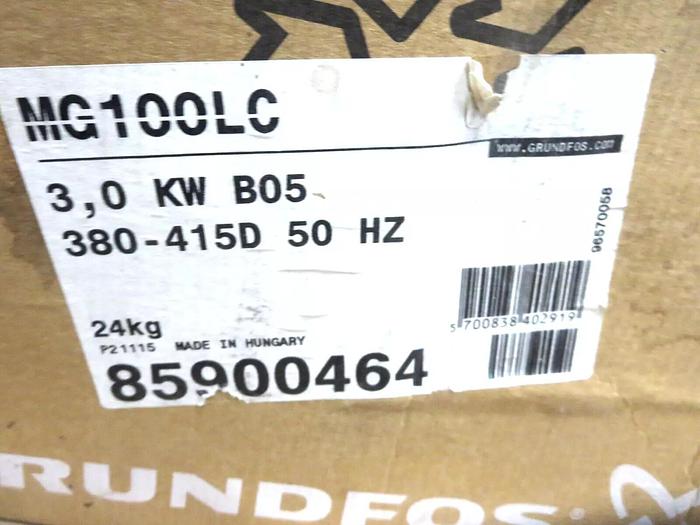 MG100LC
www.GRUNDFOS.com
3,0 KW B05
380-415D 50 HZ
96570058
24kg
5 700838 402919
P21115 MADE IN HUNGARY
85900464
RUNDFOS